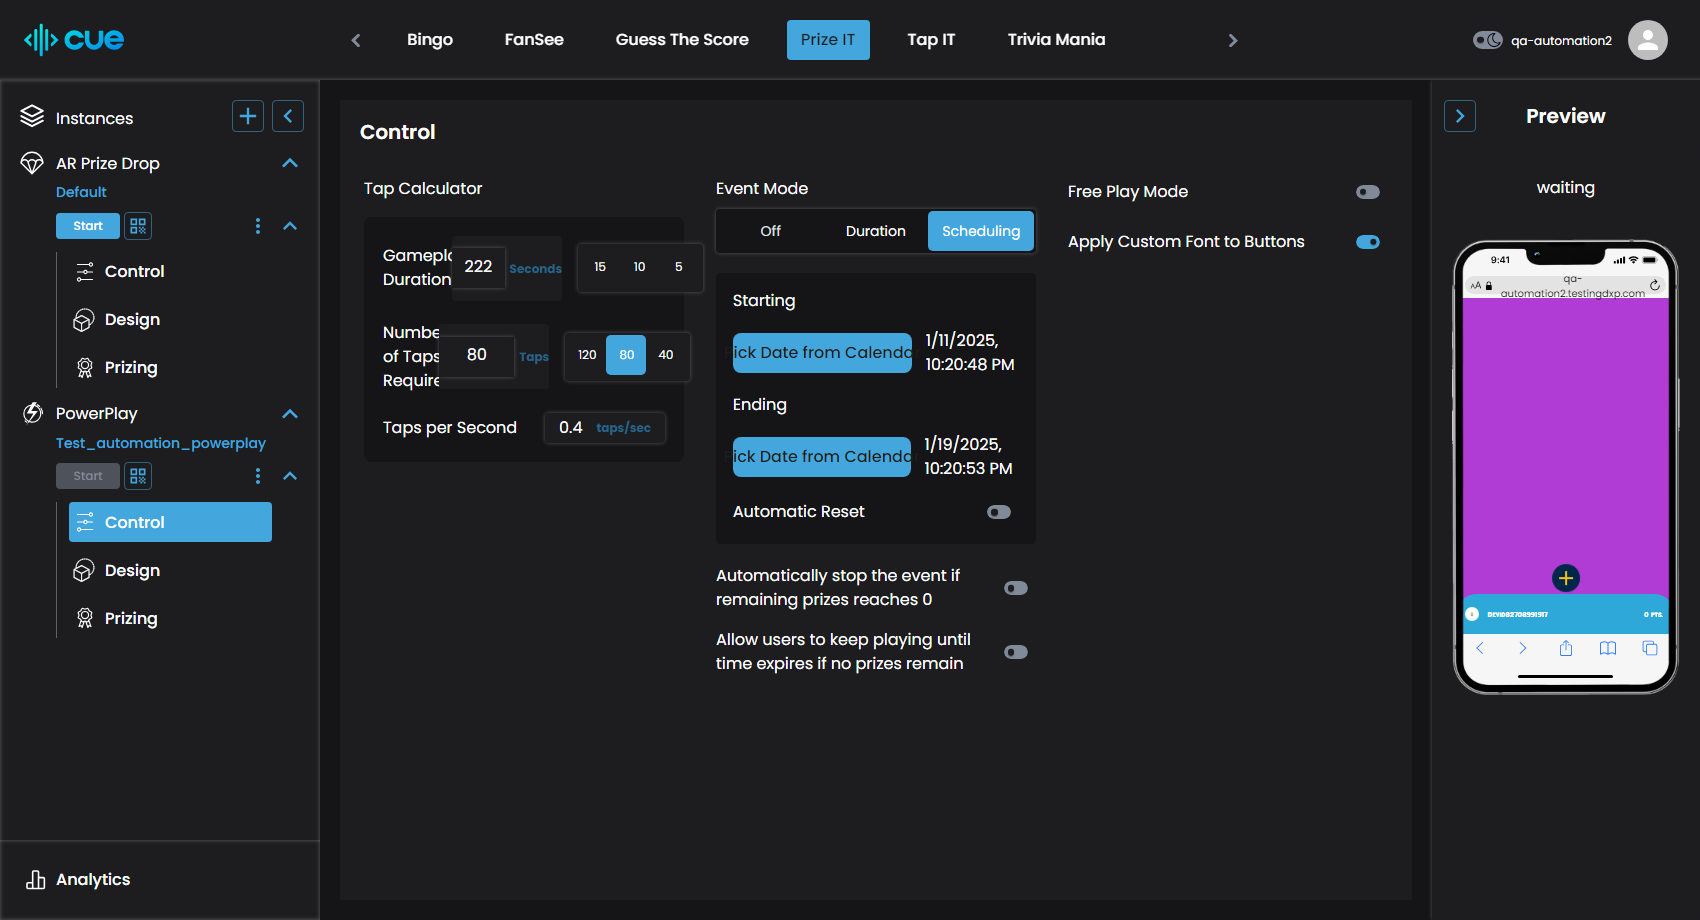 cue
Bingo
FanSee
Guess The Score
Prize IT
Tap IT
Trivia Mania
qa-automation2
Instances
AR Prize Drop
Default
Start
Control
Design
Prizing
PowerPlay
Test_automation_powerplay
Start
Control
Design
Prizing
Analytics
Control
Tap Calculator
Gamepl
Duration
222 Seconds
15 10 5
Numbe
of Taps
Require
80 Taps
120 80 40
Taps per Second
0.4 taps/sec
Event Mode
Off Duration Scheduling
Starting
ick Date from Calenda
1/11/2025,
10:20:48 PM
Ending
ick Date from Calenda
1/19/2025,
10:20:53 PM
Automatic Reset
Automatically stop the event if
remaining prizes reaches 0
Allow users to keep playing until
time expires if no prizes remain
Free Play Mode
Apply Custom Font to Buttons
Preview
waiting
9:41
AA
qa-
automation2.testingdxp.com
0 PTS.